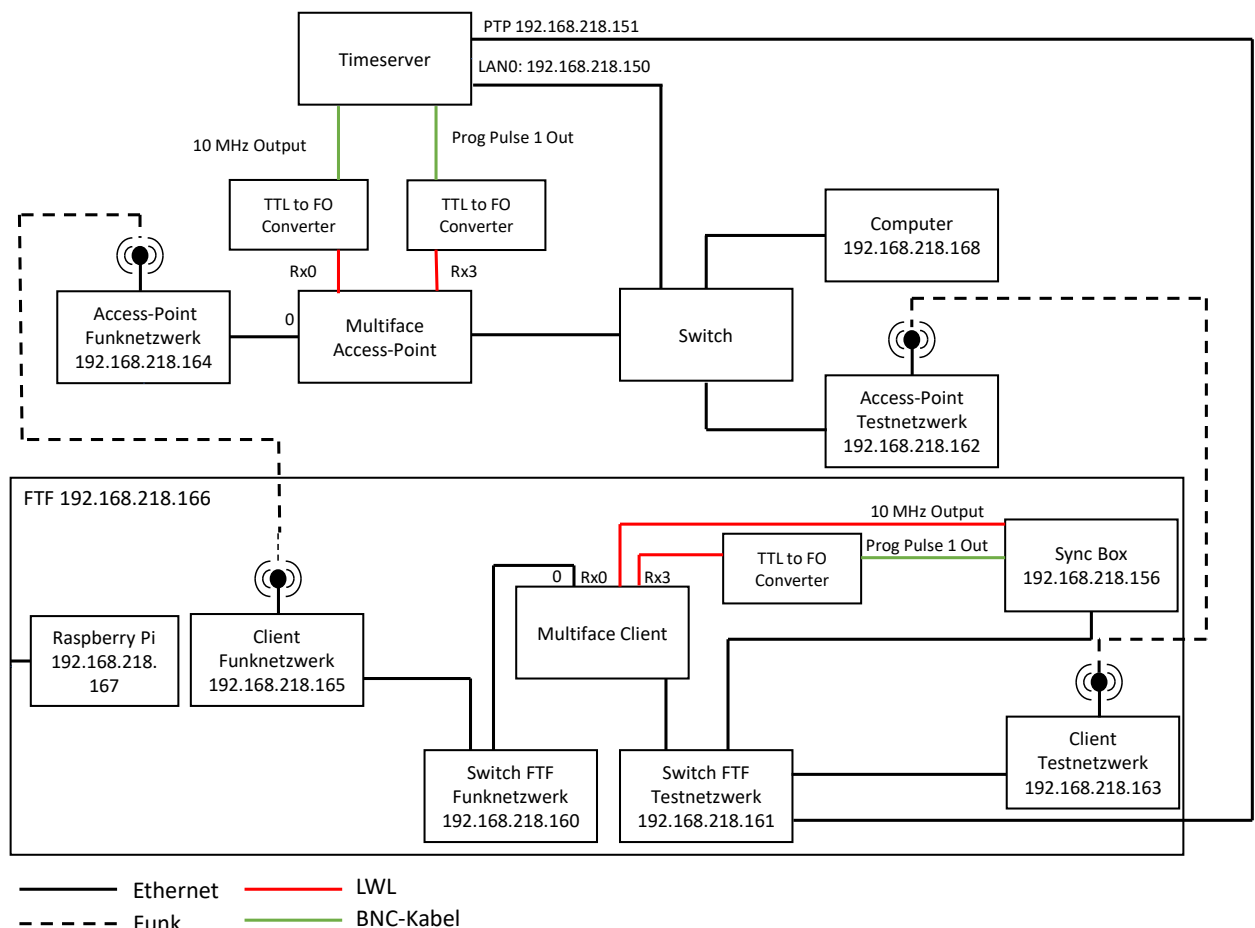 PTP 192.168.218.151
Timeserver
LAN0: 192.168.218.150
10 MHz Output
Prog Pulse 1 Out
TTL to FO
Converter
TTL to FO
Converter
Computer
192.168.218.168
Rx0
Rx3
Access-Point
Funknetzwerk
192.168.218.164
0
Multiface
Access-Point
Switch
Access-Point
Testnetzwerk
192.168.218.162
FTF 192.168.218.166
10 MHz Output
Prog Pulse 1 Out
TTL to FO
Converter
Sync Box
192.168.218.156
0
Rx0
Rx3
Multiface Client
Raspberry Pi
192.168.218.
167
Client
Funknetzwerk
192.168.218.165
Switch FTF
Funknetzwerk
192.168.218.160
Switch FTF
Testnetzwerk
192.168.218.161
Client
Testnetzwerk
192.168.218.163
Ethernet
LWL
Funk
BNC-Kabel